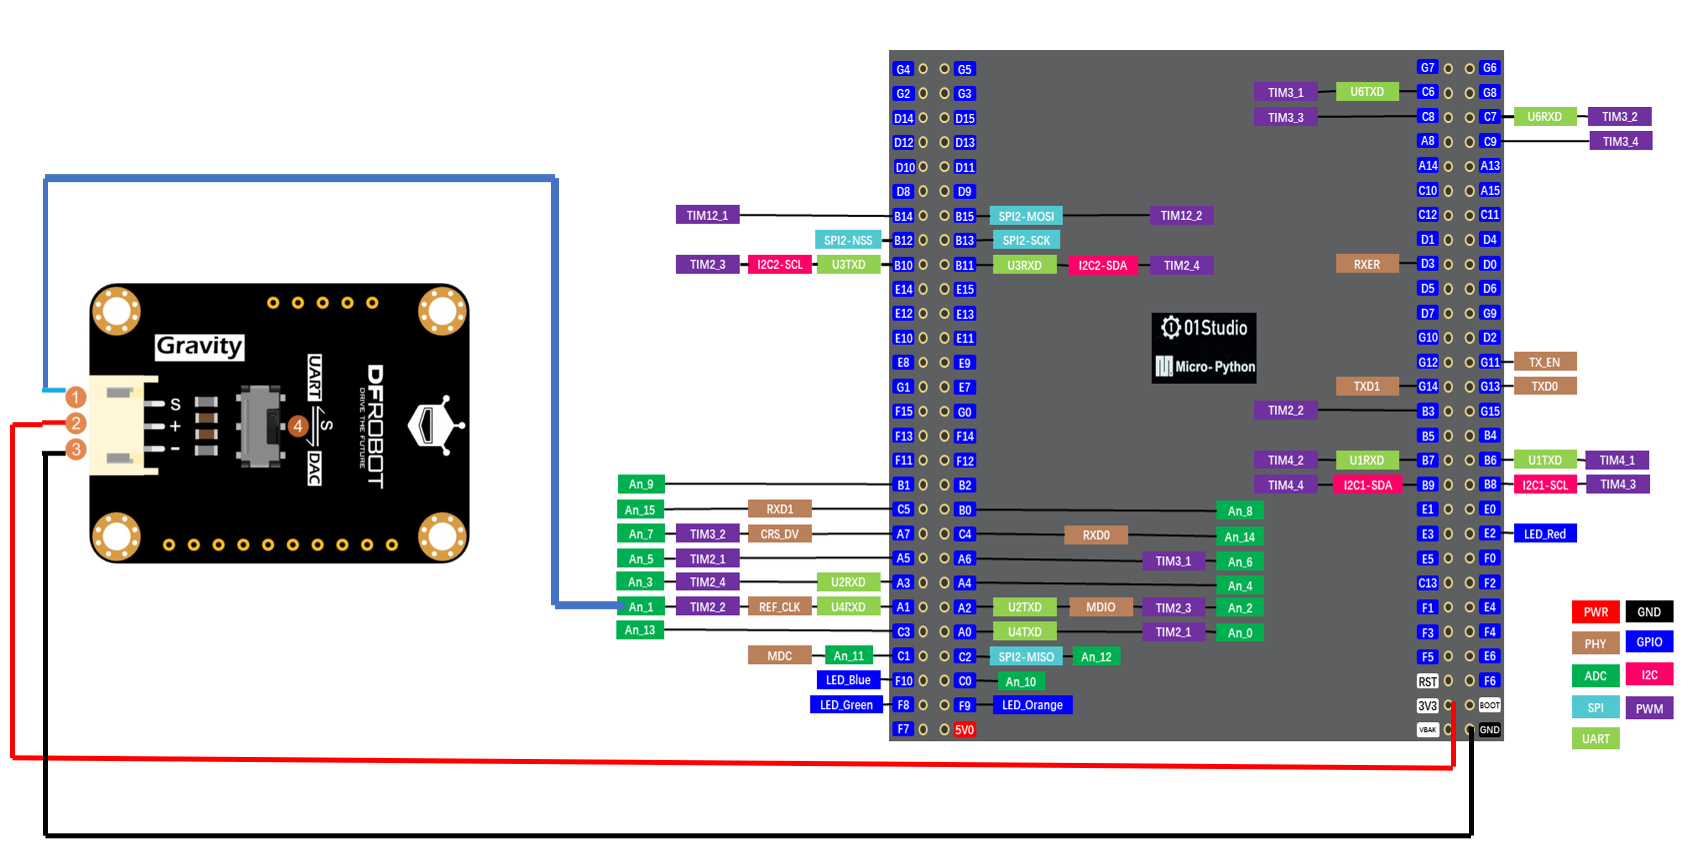 G4 G5 G7 G6
G2 G3 TIM3_1 U6TXD C6 G8
D14 D15 TIM3_3 C8 C7 U6RXD TIM3_2
D12 D13 A8 C9 TIM3_4
D10 D11 A14 A13
D8 D9 C10 A15
TIM12_1 B14 B15 SPI2-MOSI TIM12_2 C12 C11
SPI2-NSS B12 B13 SPI2-SCK D1 D4
TIM2_3 I2C2-SCL U3TXD B10 B11 U3RXD I2C2-SDA TIM2_4 RXER D3 D0
E14 E15 D5 D6
E12 E13 D7 G9
01Studio
E10 E11 G10 D2
Gravity
E8 E9 Micro-Python G12 G11 TX_EN
G1 E7 TXD1 G14 G13 TXD0
F15 G0 TIM2_2 B3 G15
F13 F14 B5 B4
F11 F12 TIM4_2 U1RXD B7 B6 U1TXD TIM4_1
An_9 B1 B2 TIM4_4 I2C1-SDA B9 B8 I2C1-SCL TIM4_3
1 S
2 +
3 -
UART
4 S
DAC
DFROBOT
DRIVE THE FUTURE
An_15 RXD1 C5 B0 An_8 E1 E0
An_7 TIM3_2 CRS_DV A7 C4 RXD0 An_14 E3 E2 LED_Red
An_5 TIM2_1 A5 A6 TIM3_1 An_6 E5 F0
An_3 TIM2_4 U2RXD A3 A4 An_4 C13 F2
An_1 TIM2_2 REF_CLK U4RXD A1 A2 U2TXD MDIO TIM2_3 An_2 F1 E4
An_13 C3 A0 U4TXD TIM2_1 An_0 F3 F4
MDC An_11 C1 C2 SPI2-MISO An_12 F5 E6
LED_Blue F10 C0 An_10 RST F6
LED_Green F8 F9 LED_Orange 3V3 BOOT
F7 5V0 VBAK GND
PWR GND
PHY GPIO
ADC I2C
SPI PWM
UART